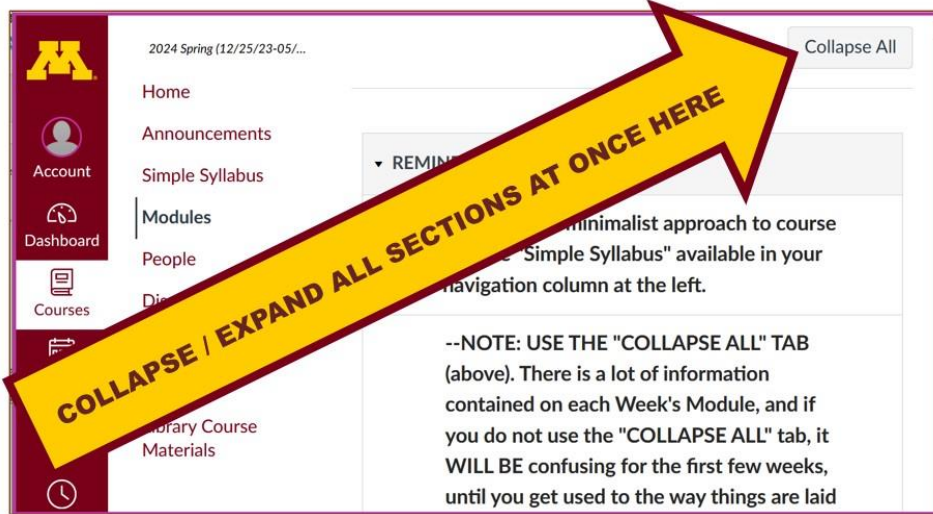 M
2024 Spring (12/25/23-05/...
Collapse All
Home
Announcements
Simple Syllabus
Modules
People
Account
Dashboard
Courses
Library Course
Materials
COLLAPSE / EXPAND ALL SECTIONS AT ONCE HERE
minimalist approach to course
"Simple Syllabus" available in your
navigation column at the left.
--NOTE: USE THE "COLLAPSE ALL" TAB
(above). There is a lot of information
contained on each Week's Module, and if
you do not use the "COLLAPSE ALL" tab, it
WILL BE confusing for the first few weeks,
until you get used to the way things are laid